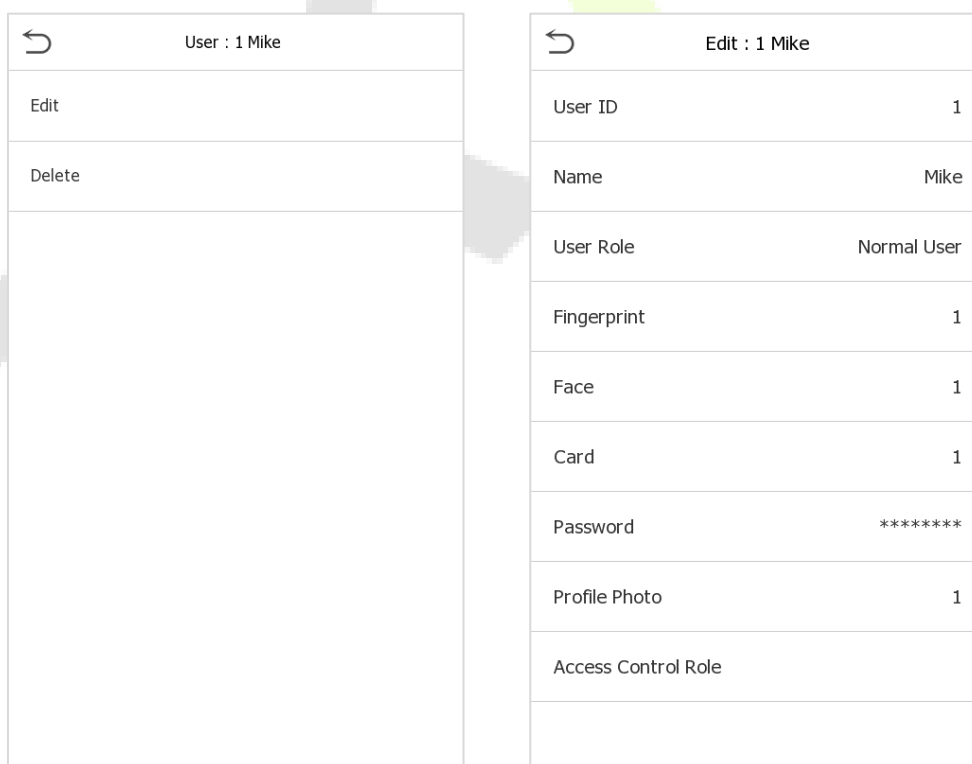 User : 1 Mike
Edit
Delete
Edit : 1 Mike
User ID 1
Name Mike
User Role Normal User
Fingerprint 1
Face 1
Card 1
Password ********
Profile Photo 1
Access Control Role